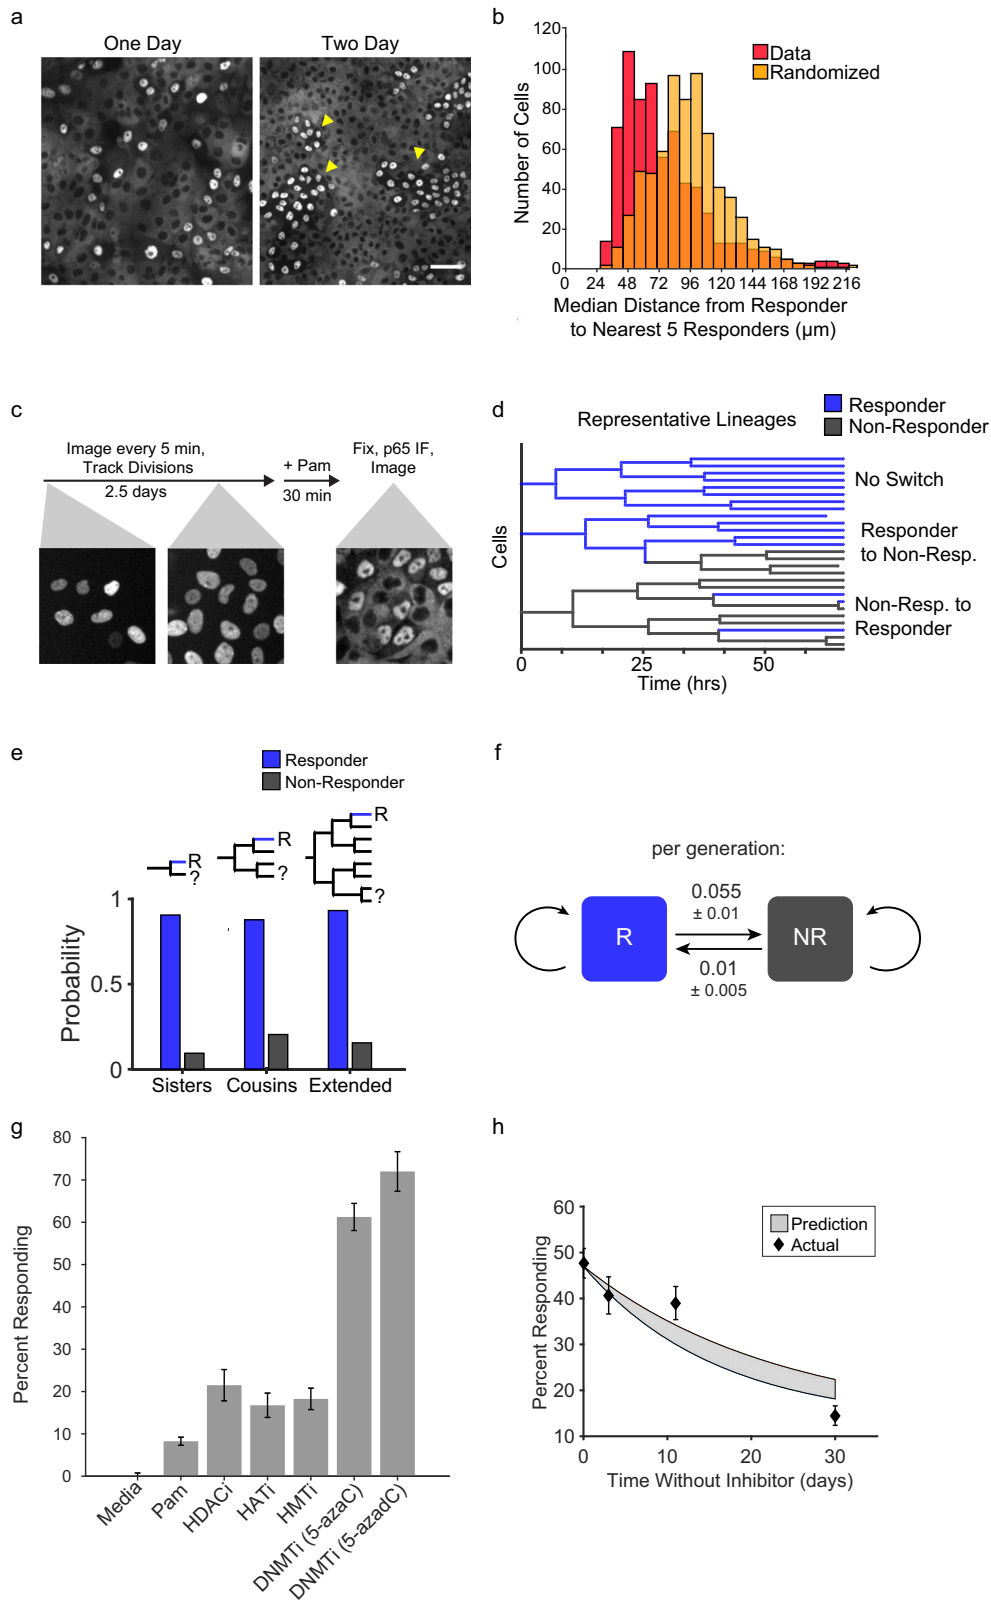 a
One Day
Two Day
b
120
100
80
60
40
20
0
Number of Cells
Data
Randomized
0 24 48 72 96 120 144 168 192 216
Median Distance from Responder
to Nearest 5 Responders (µm)
c
Image every 5 min,
Track Divisions
2.5 days
+ Pam
30 min
Fix, p65 IF,
Image
d
Representative Lineages
Responder
Non-Responder
Cells
No Switch
Responder
to Non-Resp.
Non-Resp. to
Responder
0 25 50
Time (hrs)
e
Responder
Non-Responder
R
?
R
?
R
?
1
0.5
0
Probability
Sisters Cousins Extended
f
per generation:
0.055
± 0.01
R
NR
0.01
± 0.005
g
80
70
60
50
40
30
20
10
0
Percent Responding
Media
Pam
HDACi
HATi
HMTi
DNMTi (5-azaC)
DNMTi (5-azadC)
h
60
50
40
30
20
10
Percent Responding
Prediction
Actual
0 10 20 30
Time Without Inhibitor (days)